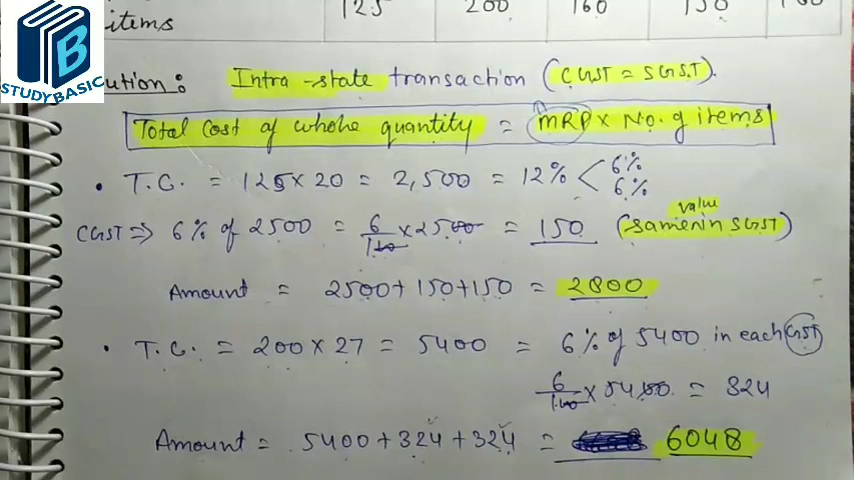 items 125 200 160 150
STUDYBASIC
ution: Intra-state transaction (CGST = SGST).
Total Cost of whole quantity = MRP x No. of items
• T.C. = 125 x 20 = 2,500 = 12% < 6% 6%
CGST ⇒ 6% of 2500 = 6/100 x 2500 = 150 (same value in SGST)
Amount = 2500 + 150 + 150 = 2800
• T.C. = 200 x 27 = 5400 = 6% of 5400 in each GST
6/100 x 5400 = 324
Amount = 5400 + 324 + 324 = 6048